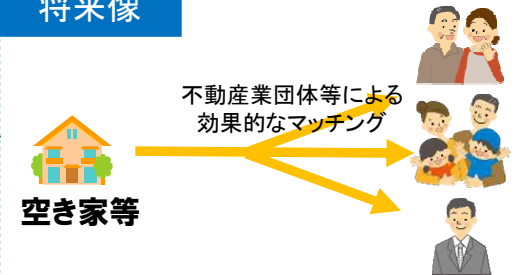 将来像
不動産業団体等による
効果的なマッチング
空き家等